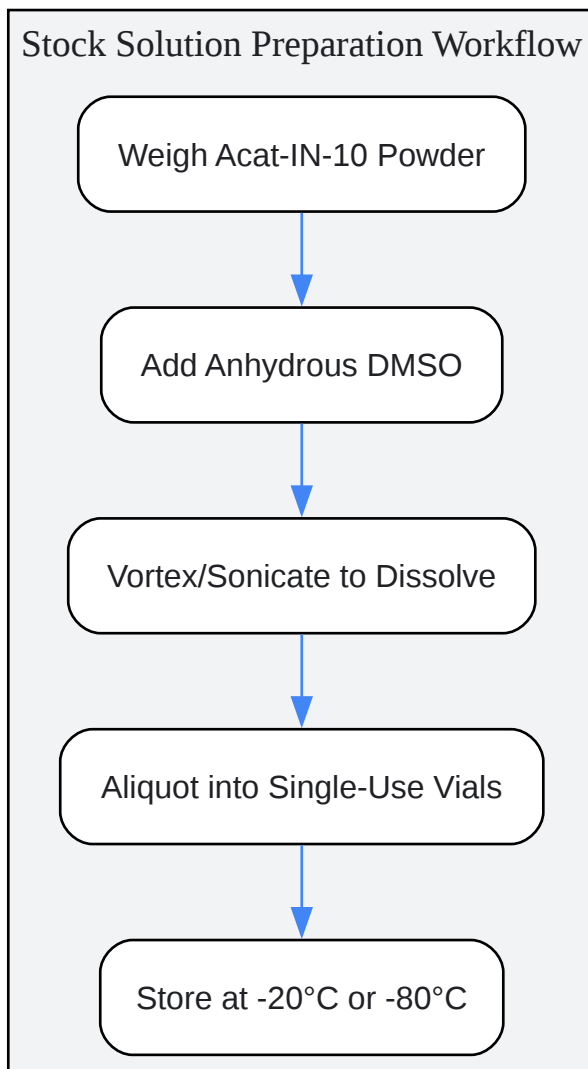 Stock Solution Preparation Workflow
Weigh Acat-IN-10 Powder
Add Anhydrous DMSO
Vortex/Sonicate to Dissolve
Aliquot into Single-Use Vials
Store at -20°C or -80°C